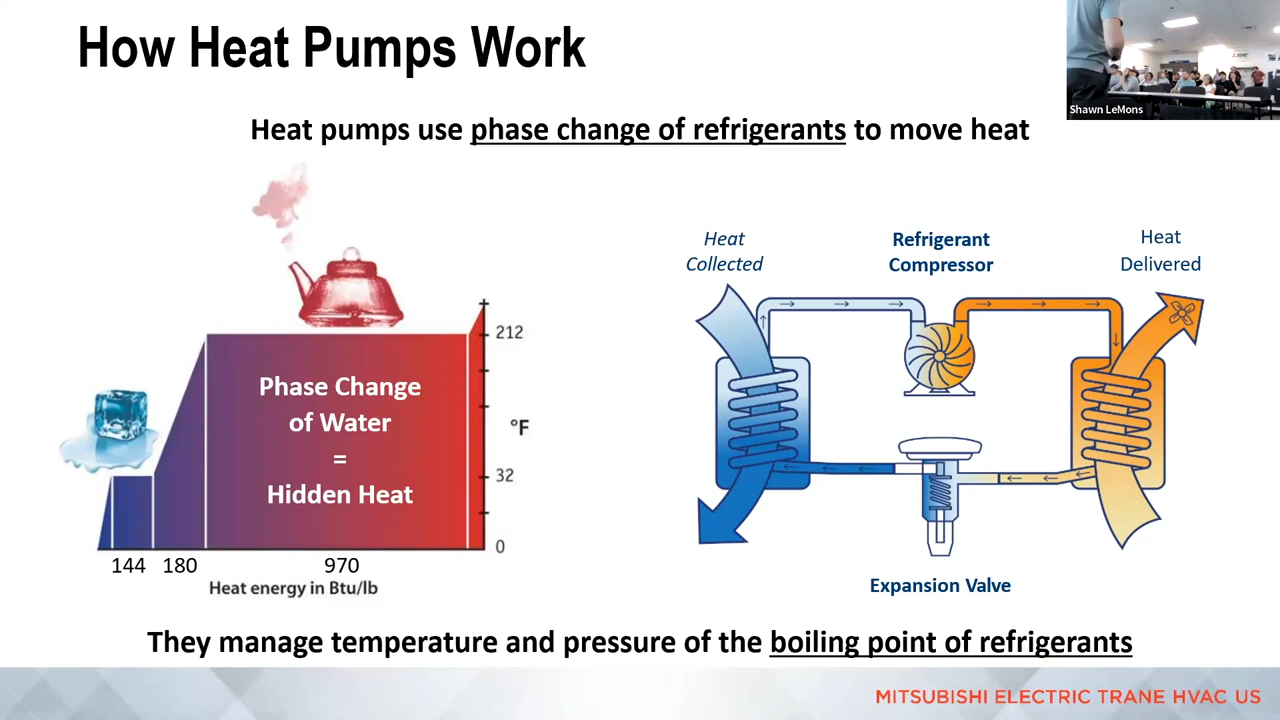 How Heat Pumps Work
Shawn LeMons
Heat pumps use phase change of refrigerants to move heat
Phase Change
of Water
=
Hidden Heat
+
212
°F
32
0
144 180 970
Heat energy in Btu/lb
Heat
Collected
Refrigerant
Compressor
Heat
Delivered
Expansion Valve
They manage temperature and pressure of the boiling point of refrigerants
MITSUBISHI ELECTRIC TRANE HVAC US